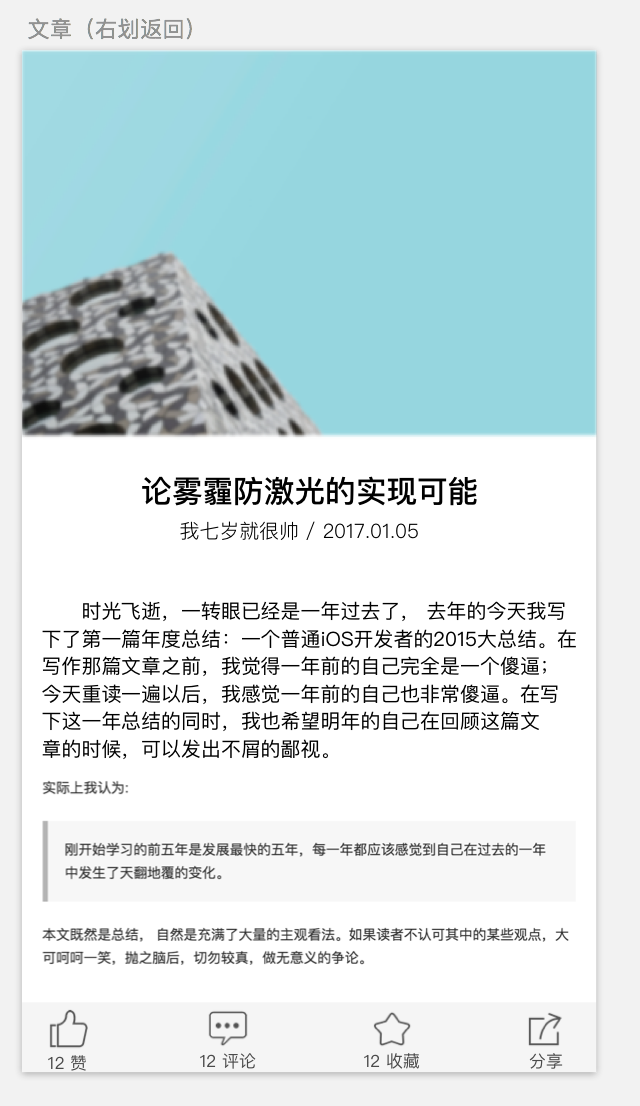 文章（右划返回）
论雾霾防激光的实现可能
我七岁就很帅 / 2017.01.05
时光飞逝，一转眼已经是一年过去了， 去年的今天我写
下了第一篇年度总结：一个普通iOS开发者的2015大总结。在
写作那篇文章之前，我觉得一年前的自己完全是一个傻逼；
今天重读一遍以后，我感觉一年前的自己也非常傻逼。在写
下这一年总结的同时，我也希望明年的自己在回顾这篇文
章的时候，可以发出不屑的鄙视。
实际上我认为:
刚开始学习的前五年是发展最快的五年，每一年都应该感觉到自己在过去的一年
中发生了天翻地覆的变化。
本文既然是总结， 自然是充满了大量的主观看法。如果读者不认可其中的某些观点，大
可呵呵一笑，抛之脑后，切勿较真，做无意义的争论。
12 赞 12 评论 12 收藏 分享